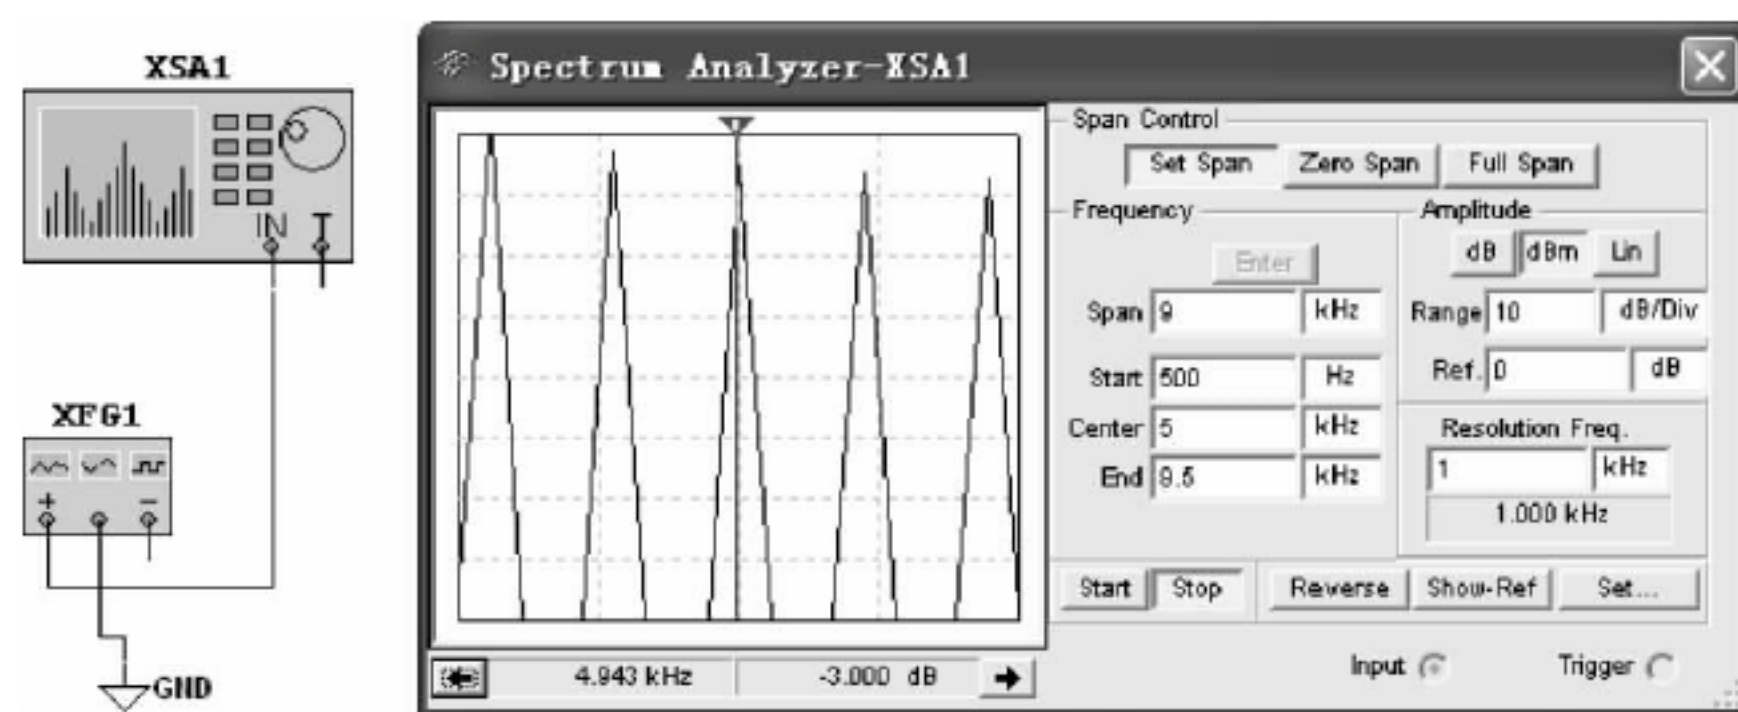 XSA1
IN T
XFG1
+ −
GND
Spectrum Analyzer-XSA1
Span Control
Set Span Zero Span Full Span
Frequency
Enter
Span 9 kHz
Start 500 Hz
Center 5 kHz
End 9.5 kHz
Amplitude
dB dBm Lin
Range 10 dB/Div
Ref. 0 dB
Resolution Freq.
1 kHz
1.000 kHz
Start Stop Reverse Show-Ref Set...
4.943 kHz -3.000 dB
Input Trigger